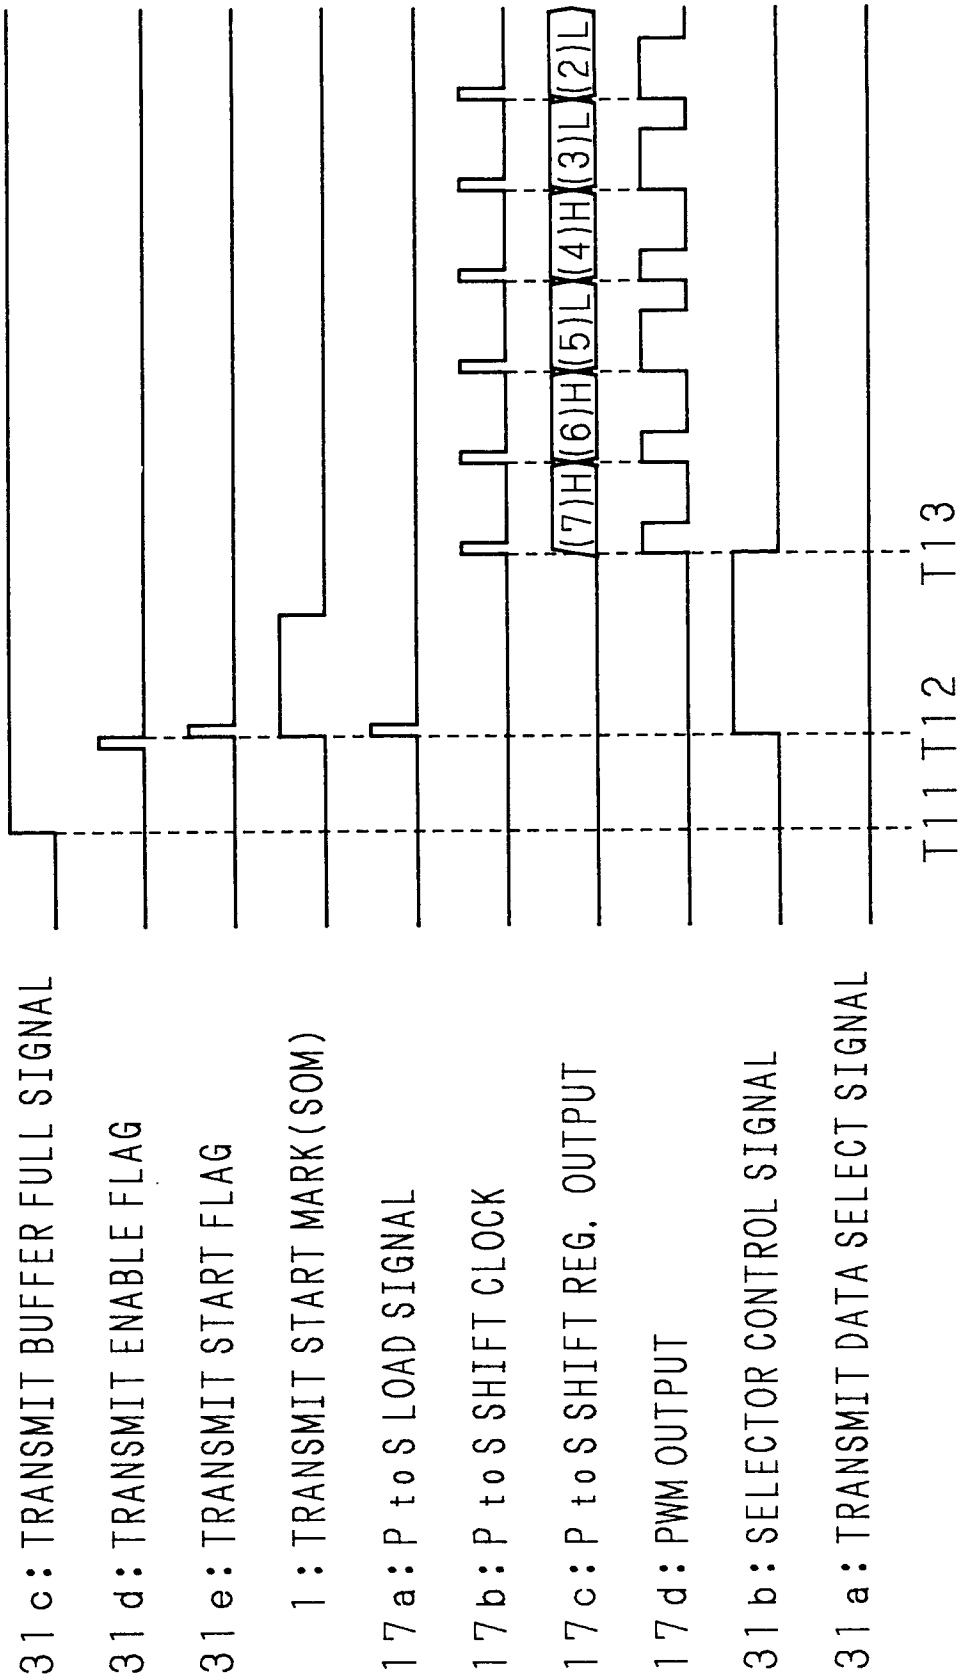 31c: TRANSMIT BUFFER FULL SIGNAL
31d: TRANSMIT ENABLE FLAG
31e: TRANSMIT START FLAG
1: TRANSMIT START MARK(SOM)
17a: P to S LOAD SIGNAL
17b: P to S SHIFT CLOCK
17c: P to S SHIFT REG. OUTPUT
(7)H (6)H (5)L (4)H (3)L (2)L
17d: PWM OUTPUT
31b: SELECTOR CONTROL SIGNAL
31a: TRANSMIT DATA SELECT SIGNAL
T11 T12 T13